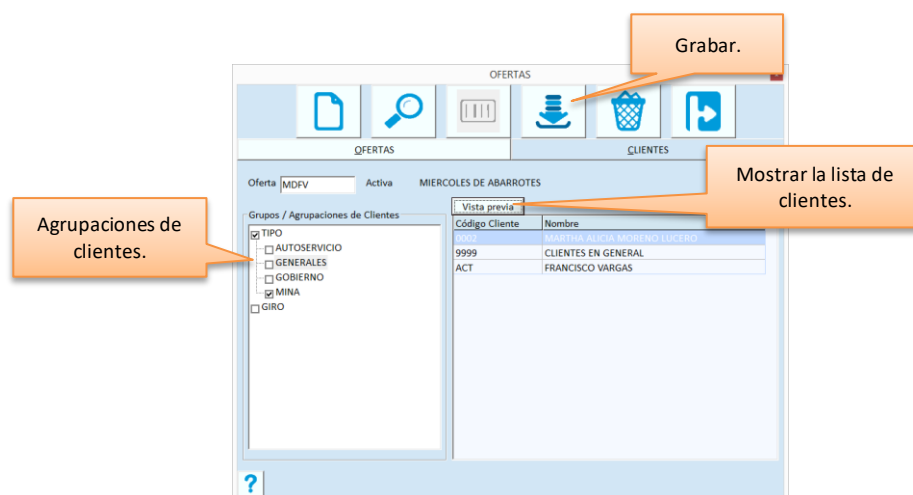 Grabar.
OFERTAS
OFERTAS
CLIENTES
Oferta MDFV Activa MIERCOLES DE ABARROTES
Mostrar la lista de
clientes.
Agrupaciones de
clientes.
Grupos / Agrupaciones de Clientes
TIPO
AUTOSERVICIO
GENERALES
GOBIERNO
MINA
GIRO
Vista previa
Código Cliente Nombre
0002 MARTHA ALICIA MORENO LUCERO
9999 CLIENTES EN GENERAL
ACT FRANCISCO VARGAS
?